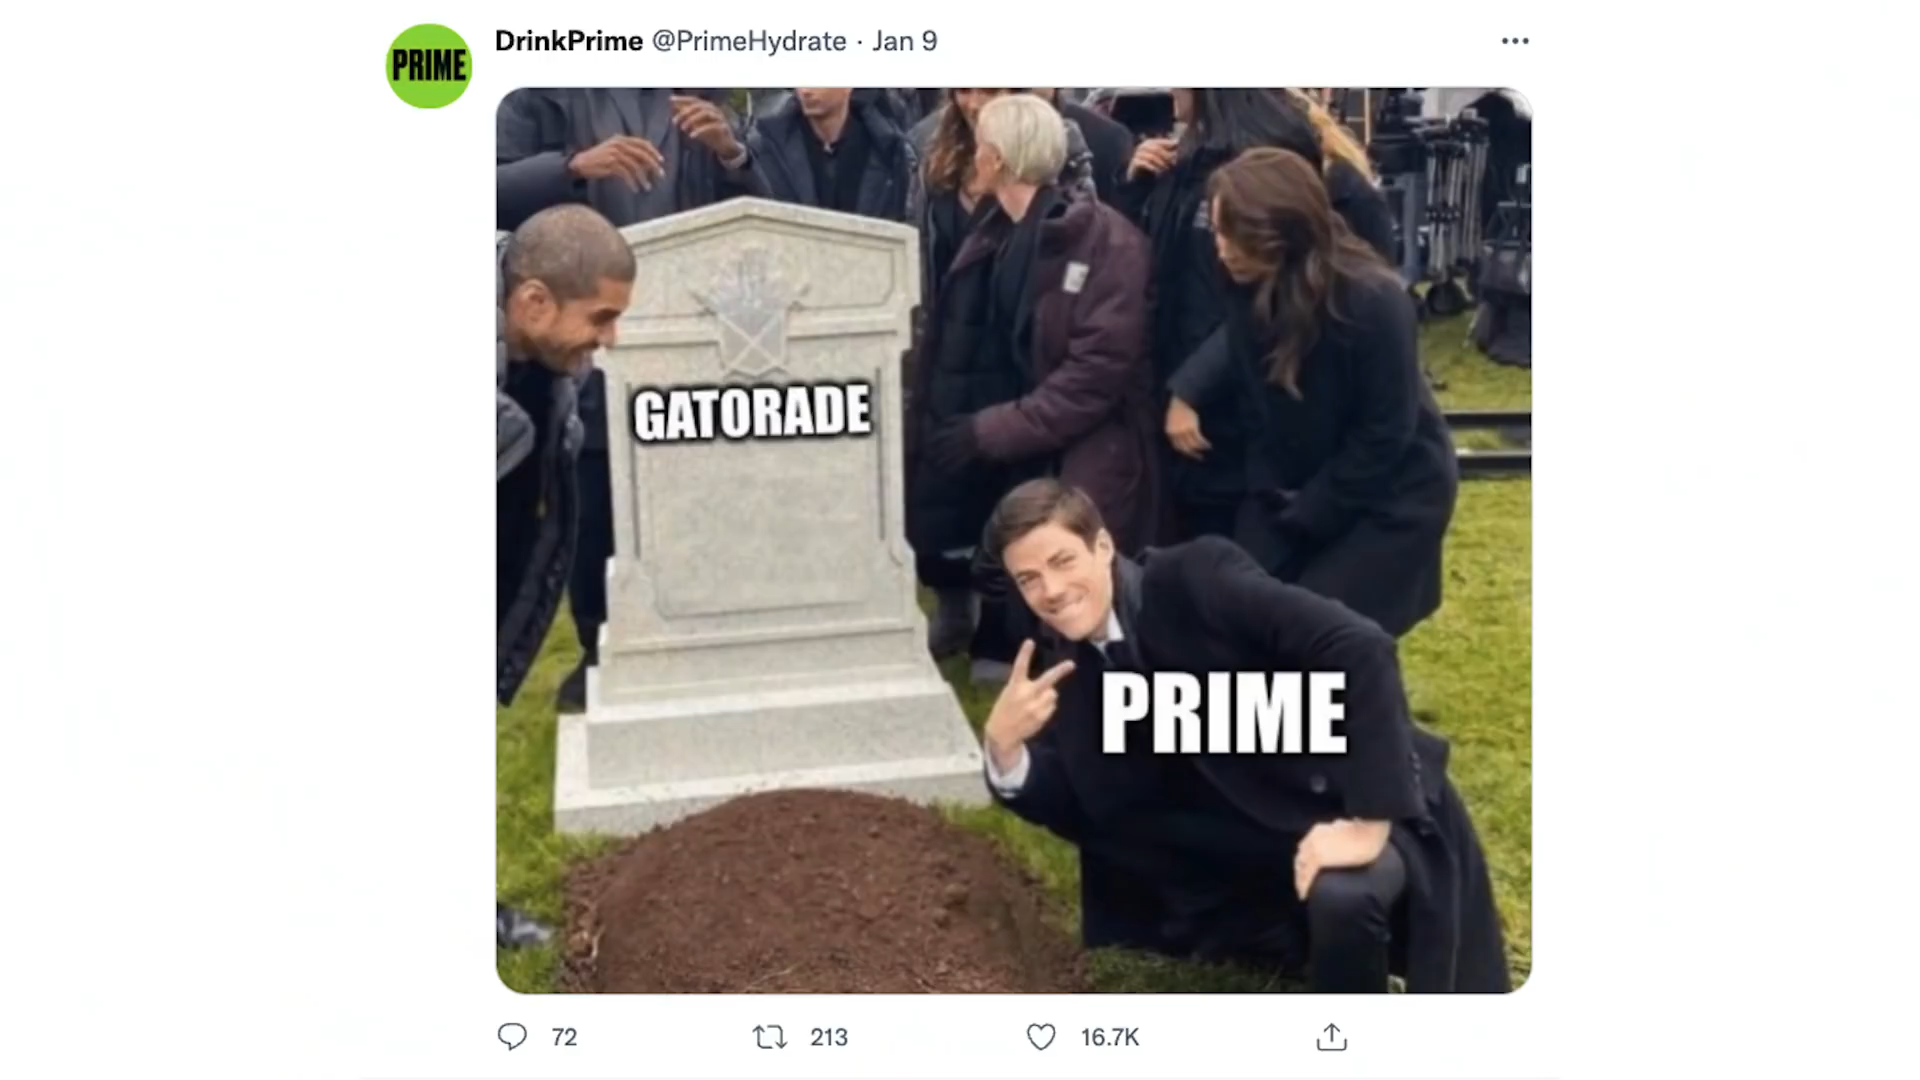 PRIME
DrinkPrime @PrimeHydrate · Jan 9
GATORADE
PRIME
72 213 16.7K